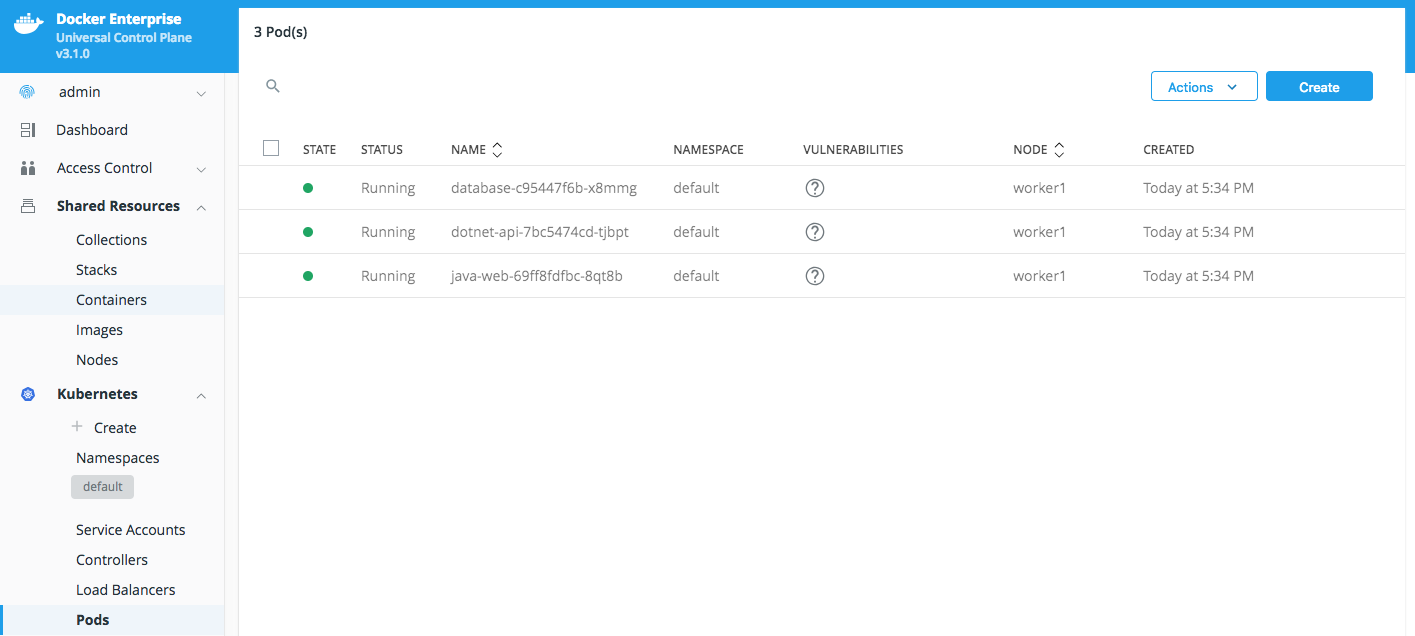 Docker Enterprise
Universal Control Plane
v3.1.0
admin
Dashboard
Access Control
Shared Resources
Collections
Stacks
Containers
Images
Nodes
Kubernetes
+ Create
Namespaces
default
Service Accounts
Controllers
Load Balancers
Pods
3 Pod(s)
Actions Create
STATE STATUS NAME NAMESPACE VULNERABILITIES NODE CREATED
Running database-c95447f6b-x8mmg default ? worker1 Today at 5:34 PM
Running dotnet-api-7bc5474cd-tjbpt default ? worker1 Today at 5:34 PM
Running java-web-69ff8fdfbc-8qt8b default ? worker1 Today at 5:34 PM